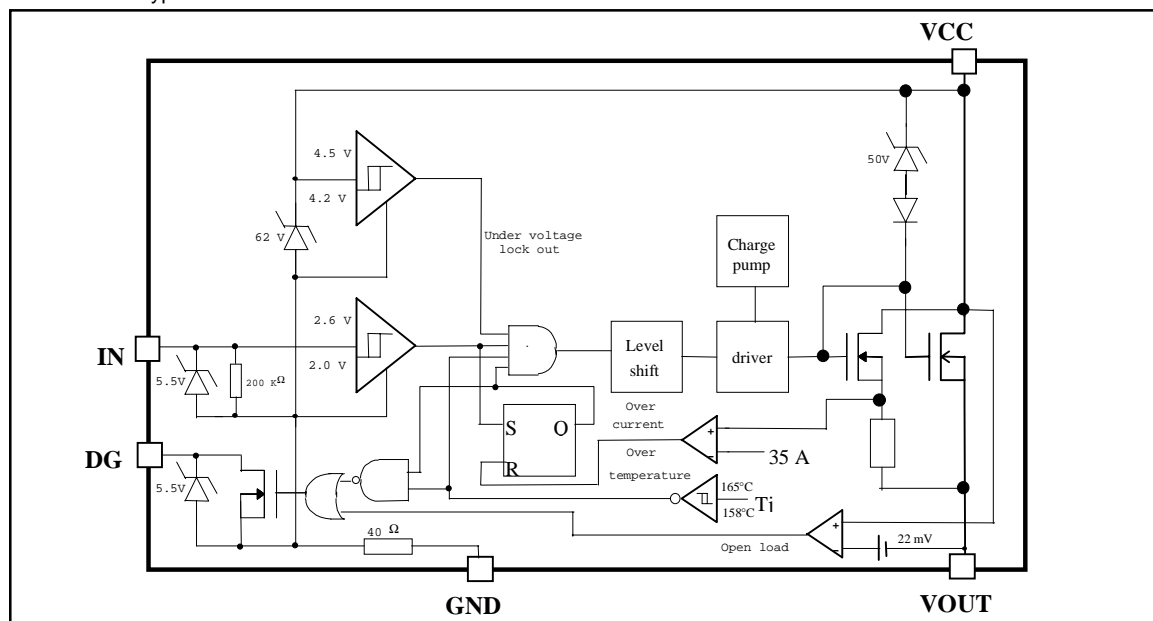 VCC
4.5 V
4.2 V
62 V
50V
Under voltage
lock out
Charge
pump
IN
2.6 V
2.0 V
5.5V
200 KΩ
Level
shift
driver
S
O
R
Over
current
Over
temperature
35 A
DG
5.5V
165°C
158°C
Tj
40 Ω
Open load
22 mV
GND
VOUT